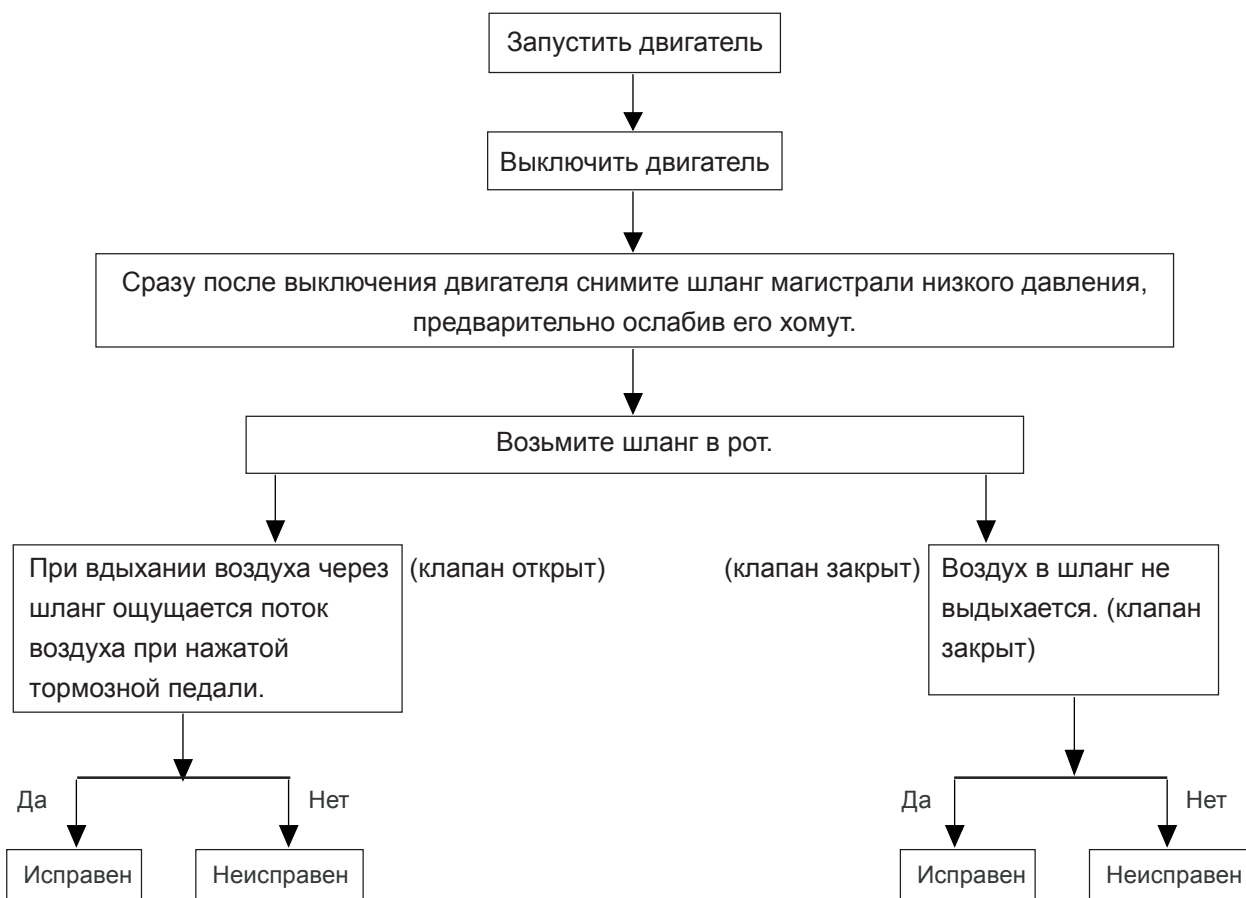 Запустить двигатель
Выключить двигатель
Сразу после выключения двигателя снимите шланг магистрали низкого давления,
предварительно ослабив его хомут.
Возьмите шланг в рот.
При вдыхании воздуха через
шланг ощущается поток
воздуха при нажатой
тормозной педали.
(клапан открыт)
(клапан закрыт)
Воздух в шланг не
выдыхается. (клапан
закрыт)
Да
Нет
Да
Нет
Исправен
Неисправен
Исправен
Неисправен